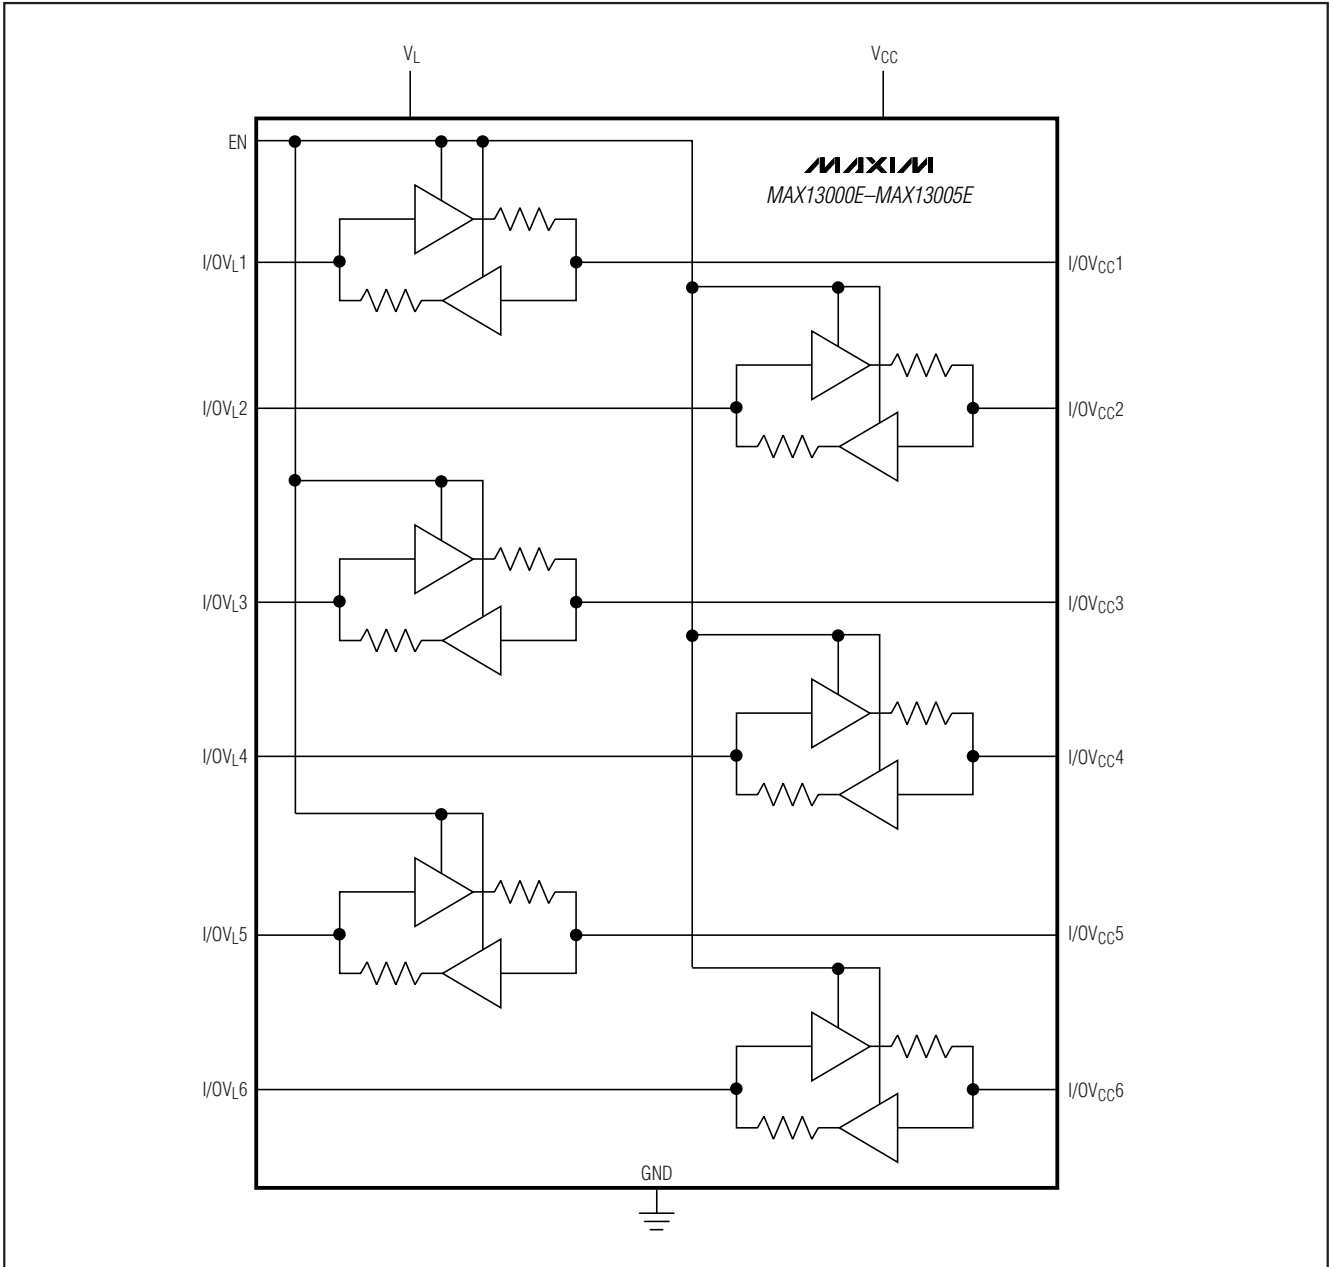 VL
VCC
EN
MAXIM
MAX13000E–MAX13005E
I/OVL1
I/OVCC1
I/OVL2
I/OVCC2
I/OVL3
I/OVCC3
I/OVL4
I/OVCC4
I/OVL5
I/OVCC5
I/OVL6
I/OVCC6
GND